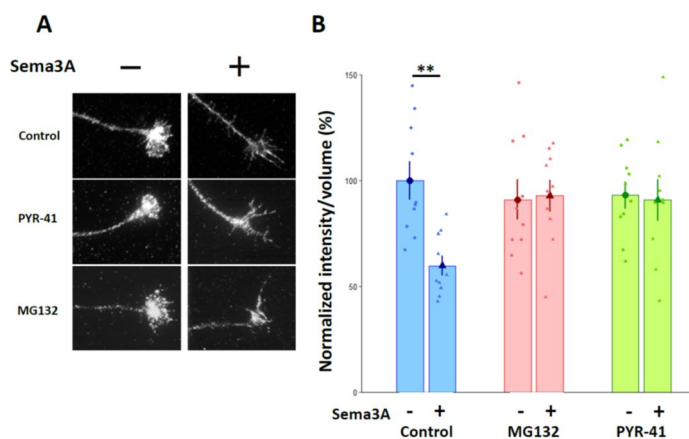 A
Sema3A − +
Control
PYR-41
MG132
B
Normalized intensity/volume (%)
150
100
50
0
**
Sema3A - + - + - +
Control MG132 PYR-41